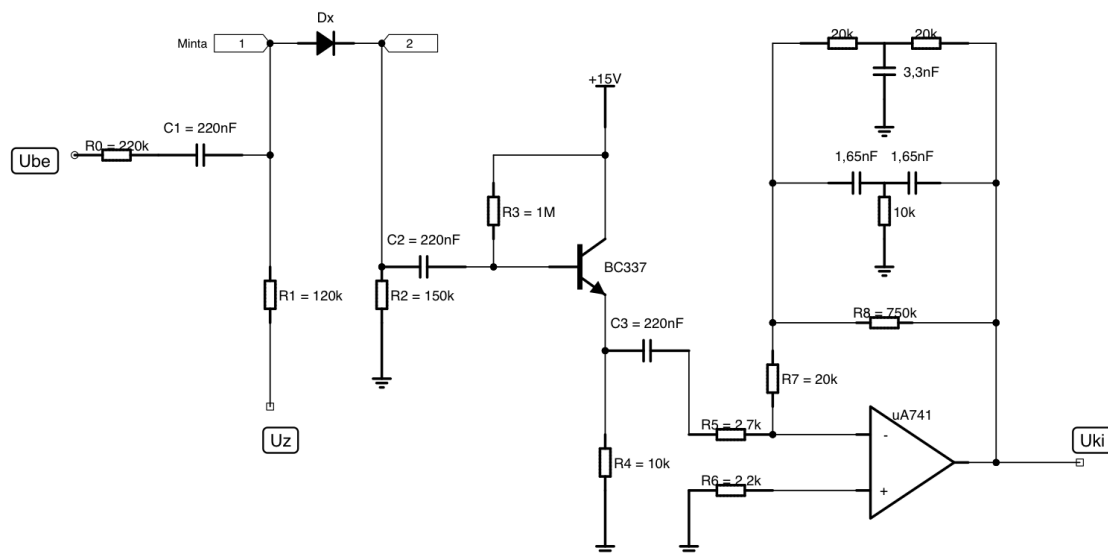 Dx
Minta
1
2
20k
20k
3,3nF
+15V
C1 = 220nF
R0 = 220k
Ube
1,65nF
1,65nF
R3 = 1M
10k
C2 = 220nF
BC337
R1 = 120k
R2 = 150k
C3 = 220nF
R8 = 750k
R7 = 20k
uA741
R5 = 2,7k
-
Uz
Uki
R4 = 10k
R6 = 2,2k
+